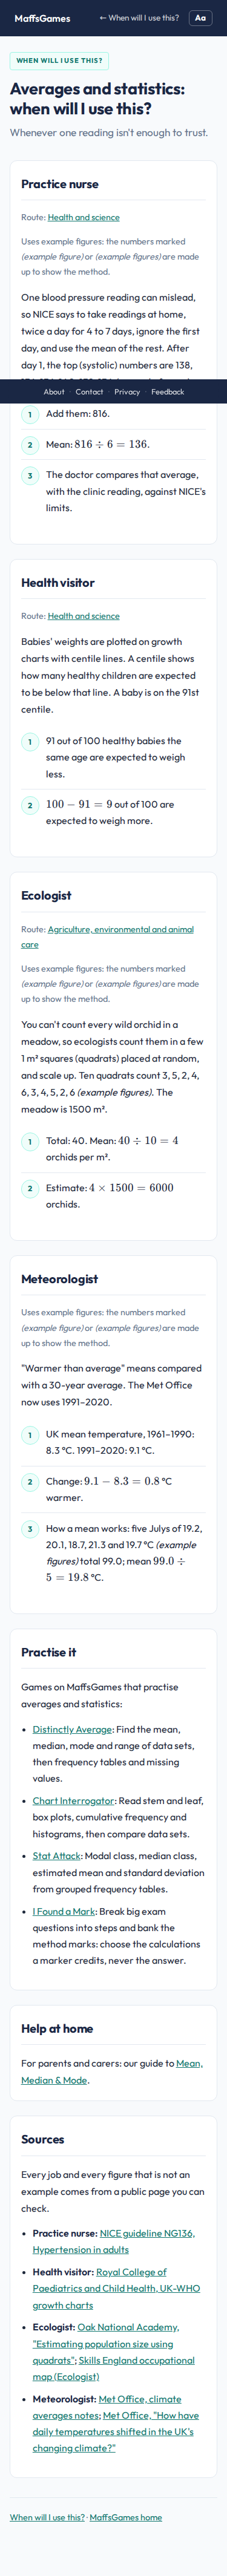 MaffsGames
← When will I use this?
Aa
WHEN WILL I USE THIS?
Averages and statistics:
when will I use this?
Whenever one reading isn't enough to trust.
Practice nurse
Route: Health and science
Uses example figures: the numbers marked
(example figure) or (example figures) are made
up to show the method.
One blood pressure reading can mislead,
so NICE says to take readings at home,
twice a day for 4 to 7 days, ignore the first
day, and use the mean of the rest. After
day 1, the top (systolic) numbers are 138,
About · Contact · Privacy · Feedback
1 Add them: 816.
2 Mean: 816 ÷ 6 = 136.
3 The doctor compares that average,
with the clinic reading, against NICE's
limits.
Health visitor
Route: Health and science
Babies' weights are plotted on growth
charts with centile lines. A centile shows
how many healthy children are expected
to be below that line. A baby is on the 91st
centile.
1 91 out of 100 healthy babies the
same age are expected to weigh
less.
2 100 − 91 = 9 out of 100 are
expected to weigh more.
Ecologist
Route: Agriculture, environmental and animal
care
Uses example figures: the numbers marked
(example figure) or (example figures) are made
up to show the method.
You can't count every wild orchid in a
meadow, so ecologists count them in a few
1 m² squares (quadrats) placed at random,
and scale up. Ten quadrats count 3, 5, 2, 4,
6, 3, 4, 5, 2, 6 (example figures). The
meadow is 1500 m².
1 Total: 40. Mean: 40 ÷ 10 = 4
orchids per m².
2 Estimate: 4 × 1500 = 6000
orchids.
Meteorologist
Uses example figures: the numbers marked
(example figure) or (example figures) are made
up to show the method.
"Warmer than average" means compared
with a 30-year average. The Met Office
now uses 1991–2020.
1 UK mean temperature, 1961–1990:
8.3 °C. 1991–2020: 9.1 °C.
2 Change: 9.1 − 8.3 = 0.8 °C
warmer.
3 How a mean works: five Julys of 19.2,
20.1, 18.7, 21.3 and 19.7 °C (example
figures) total 99.0; mean 99.0 ÷
5 = 19.8 °C.
Practise it
Games on MaffsGames that practise
averages and statistics:
• Distinctly Average: Find the mean,
median, mode and range of data sets,
then frequency tables and missing
values.
• Chart Interrogator: Read stem and leaf,
box plots, cumulative frequency and
histograms, then compare data sets.
• Stat Attack: Modal class, median class,
estimated mean and standard deviation
from grouped frequency tables.
• I Found a Mark: Break big exam
questions into steps and bank the
method marks: choose the calculations
a marker credits, never the answer.
Help at home
For parents and carers: our guide to Mean,
Median & Mode.
Sources
Every job and every figure that is not an
example comes from a public page you can
check.
• Practice nurse: NICE guideline NG136,
Hypertension in adults
• Health visitor: Royal College of
Paediatrics and Child Health, UK-WHO
growth charts
• Ecologist: Oak National Academy,
"Estimating population size using
quadrats"; Skills England occupational
map (Ecologist)
• Meteorologist: Met Office, climate
averages notes; Met Office, "How have
daily temperatures shifted in the UK's
changing climate?"
When will I use this? · MaffsGames home